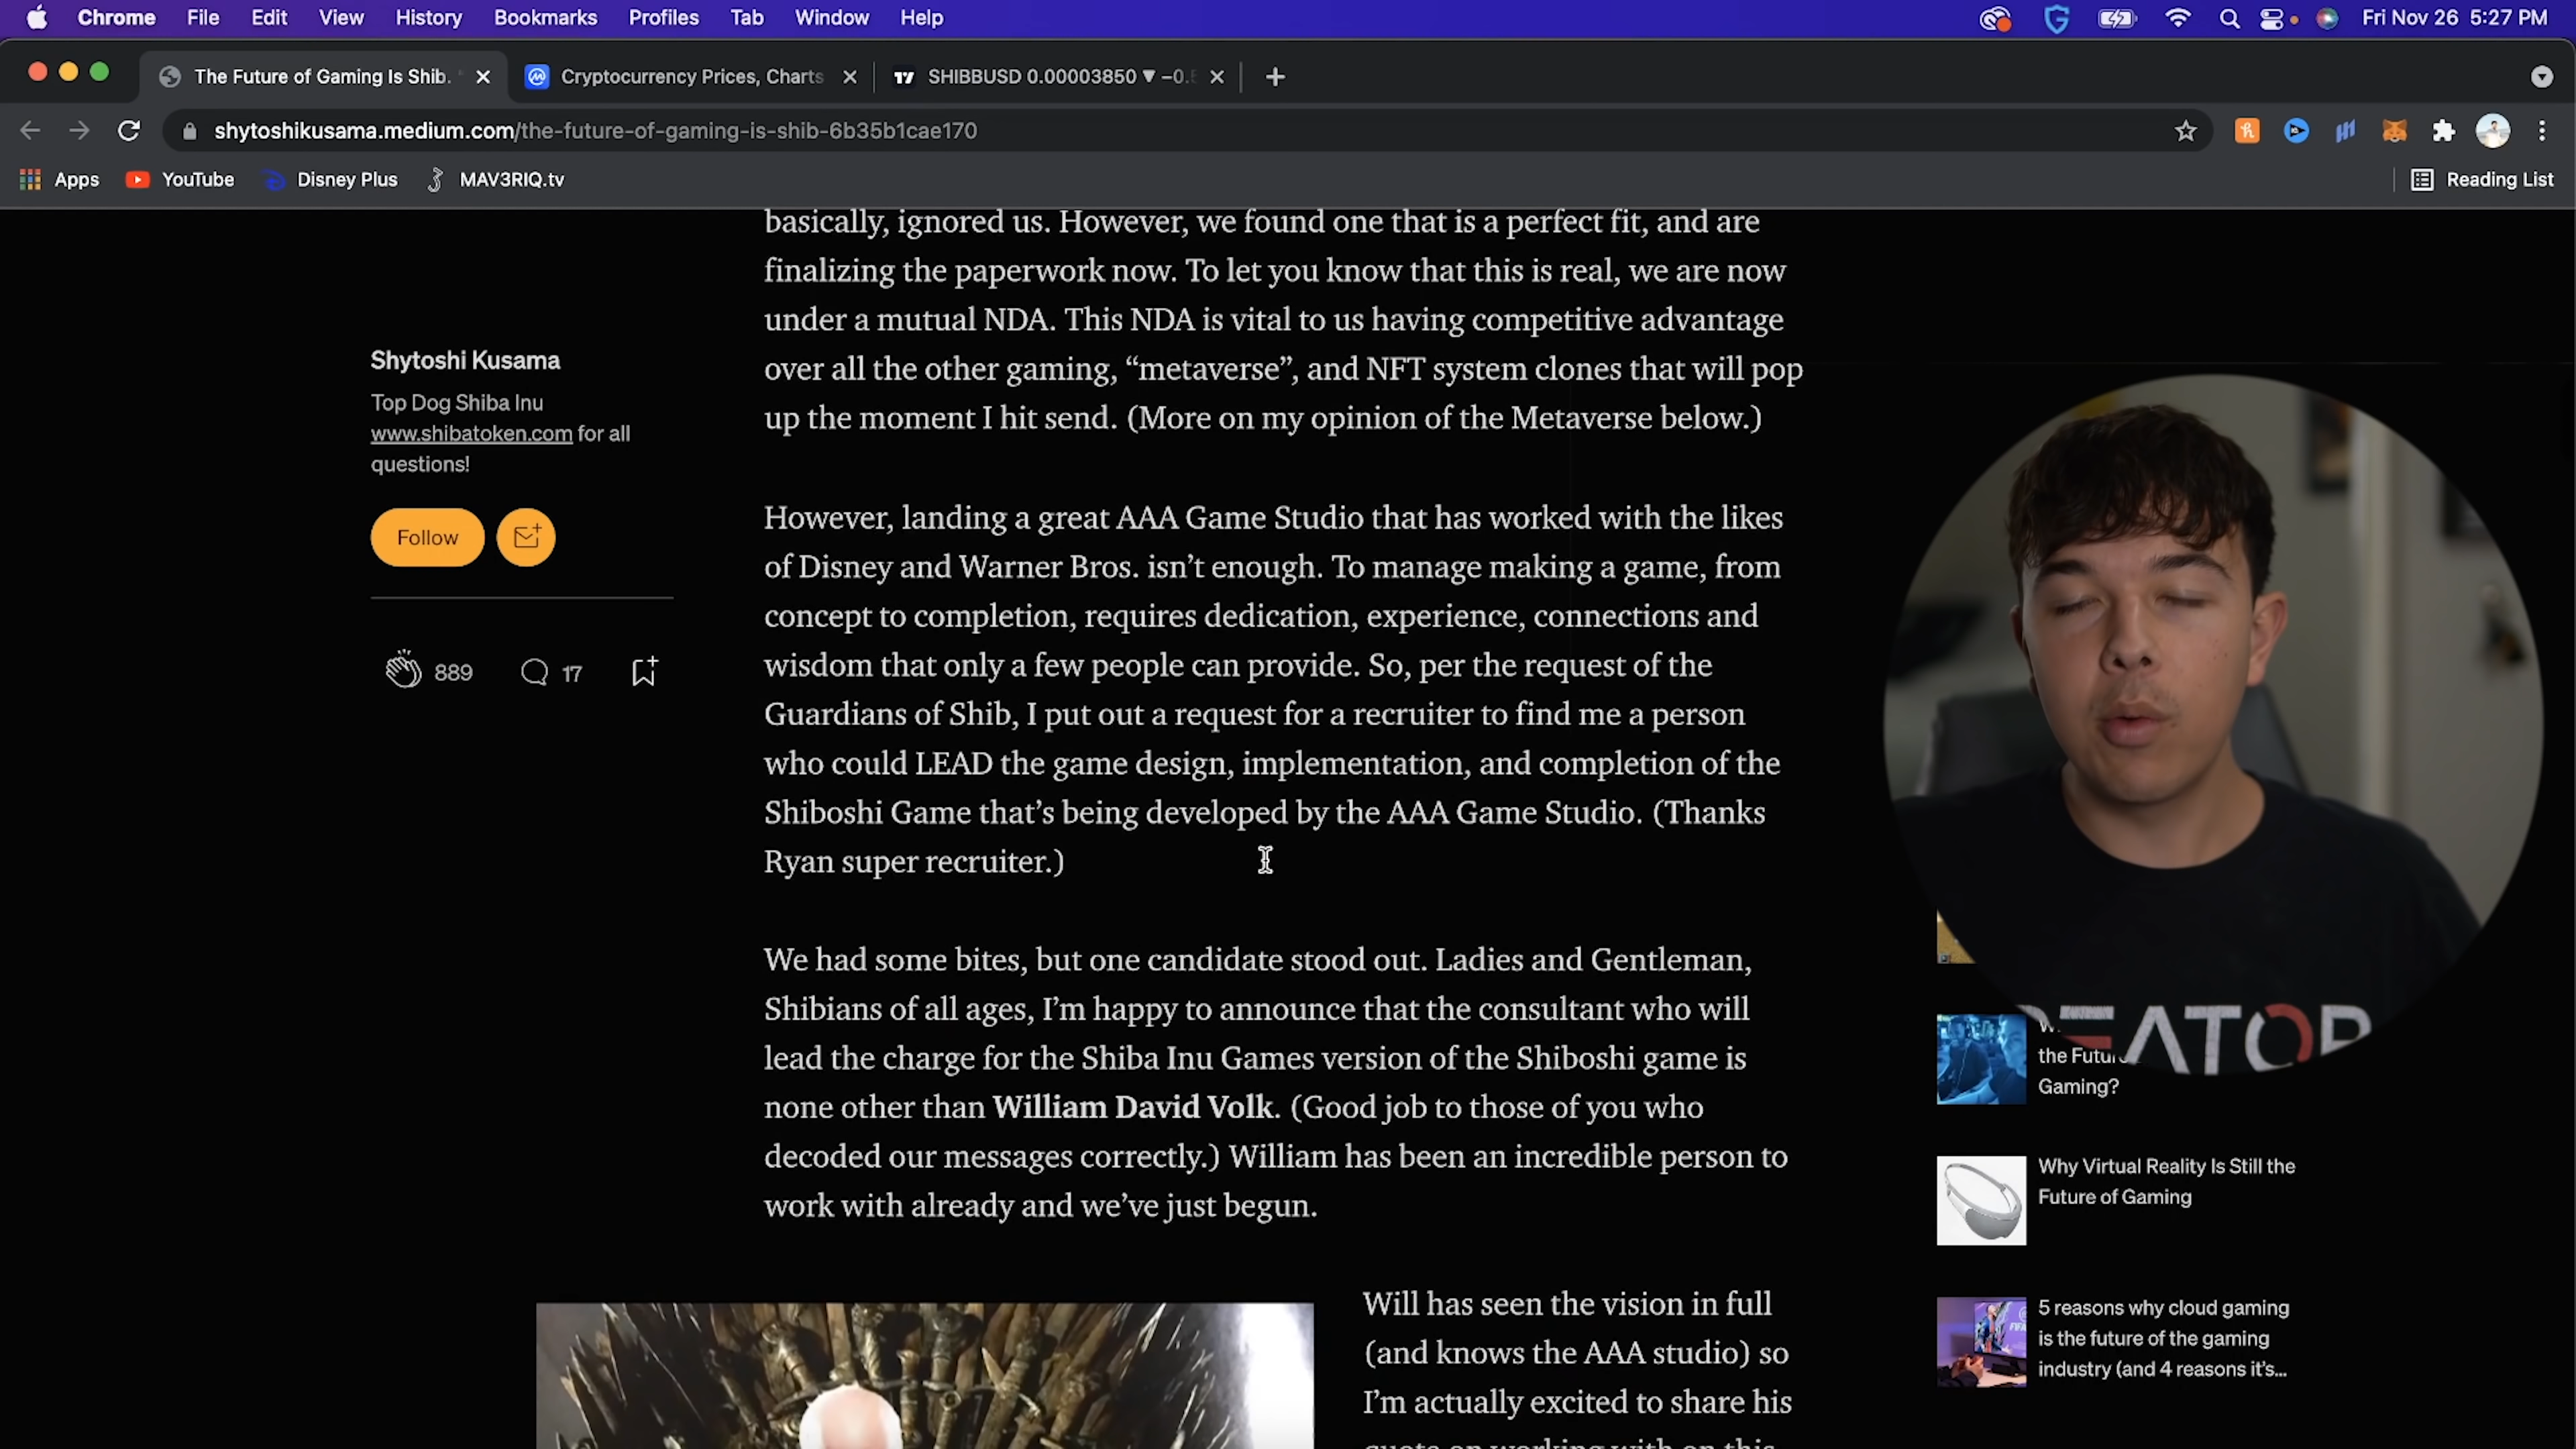 Chrome File Edit View History Bookmarks Profiles Tab Window Help Fri Nov 26 5:27 PM
The Future of Gaming Is Shib. Cryptocurrency Prices, Charts SHIBBUSD 0.00003850 ▼ −0.
shytoshikusama.medium.com/the-future-of-gaming-is-shib-6b35b1cae170
Apps YouTube Disney Plus MAV3RIQ.tv Reading List
Shytoshi Kusama
Top Dog Shiba Inu
www.shibatoken.com for all
questions!
Follow
889 17
basically, ignored us. However, we found one that is a perfect fit, and are
finalizing the paperwork now. To let you know that this is real, we are now
under a mutual NDA. This NDA is vital to us having competitive advantage
over all the other gaming, “metaverse”, and NFT system clones that will pop
up the moment I hit send. (More on my opinion of the Metaverse below.)
However, landing a great AAA Game Studio that has worked with the likes
of Disney and Warner Bros. isn’t enough. To manage making a game, from
concept to completion, requires dedication, experience, connections and
wisdom that only a few people can provide. So, per the request of the
Guardians of Shib, I put out a request for a recruiter to find me a person
who could LEAD the game design, implementation, and completion of the
Shiboshi Game that’s being developed by the AAA Game Studio. (Thanks
Ryan super recruiter.)
We had some bites, but one candidate stood out. Ladies and Gentleman,
Shibians of all ages, I’m happy to announce that the consultant who will
lead the charge for the Shiba Inu Games version of the Shiboshi game is
none other than William David Volk. (Good job to those of you who
decoded our messages correctly.) William has been an incredible person to
work with already and we’ve just begun.
Will has seen the vision in full
(and knows the AAA studio) so
I’m actually excited to share his
the Futu
Gaming?
Why Virtual Reality Is Still the
Future of Gaming
5 reasons why cloud gaming
is the future of the gaming
industry (and 4 reasons it’s...